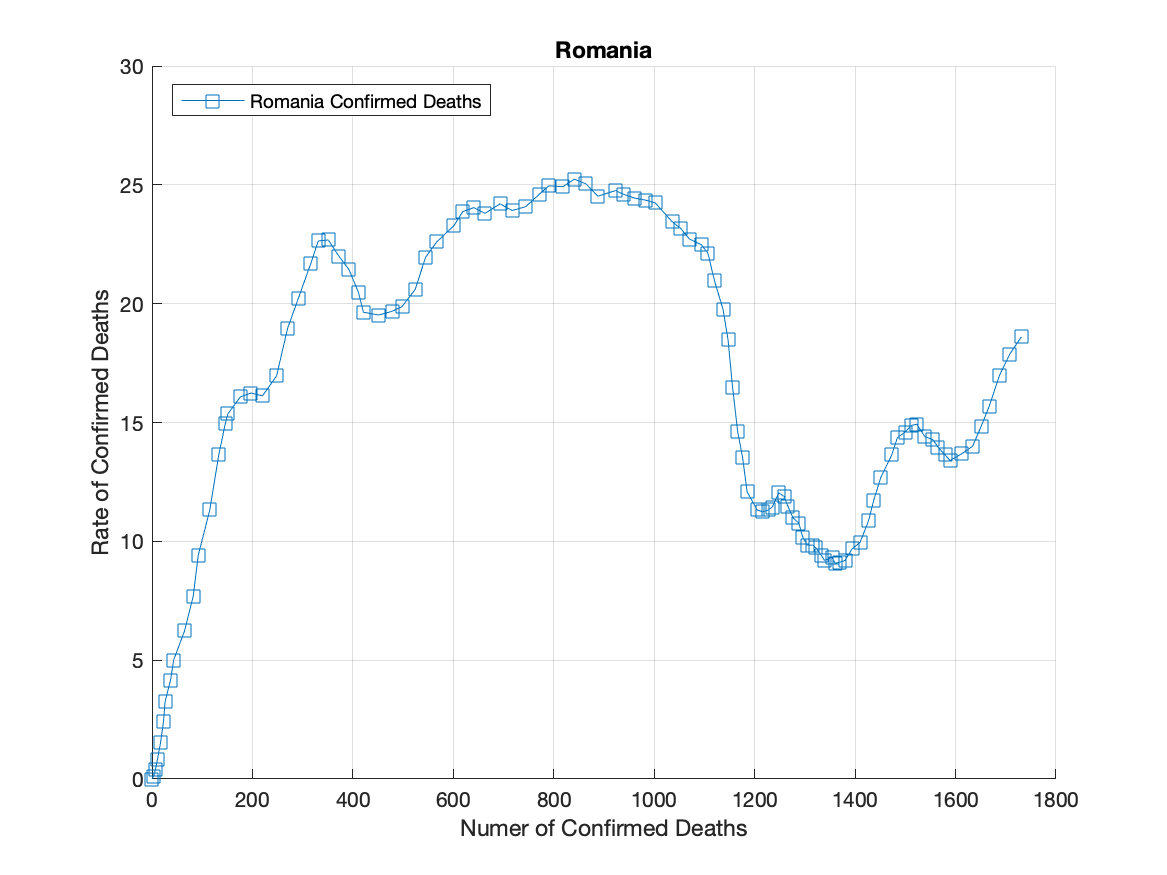 Romania
Romania Confirmed Deaths
30
25
20
15
10
5
0
Rate of Confirmed Deaths
0 200 400 600 800 1000 1200 1400 1600 1800
Numer of Confirmed Deaths